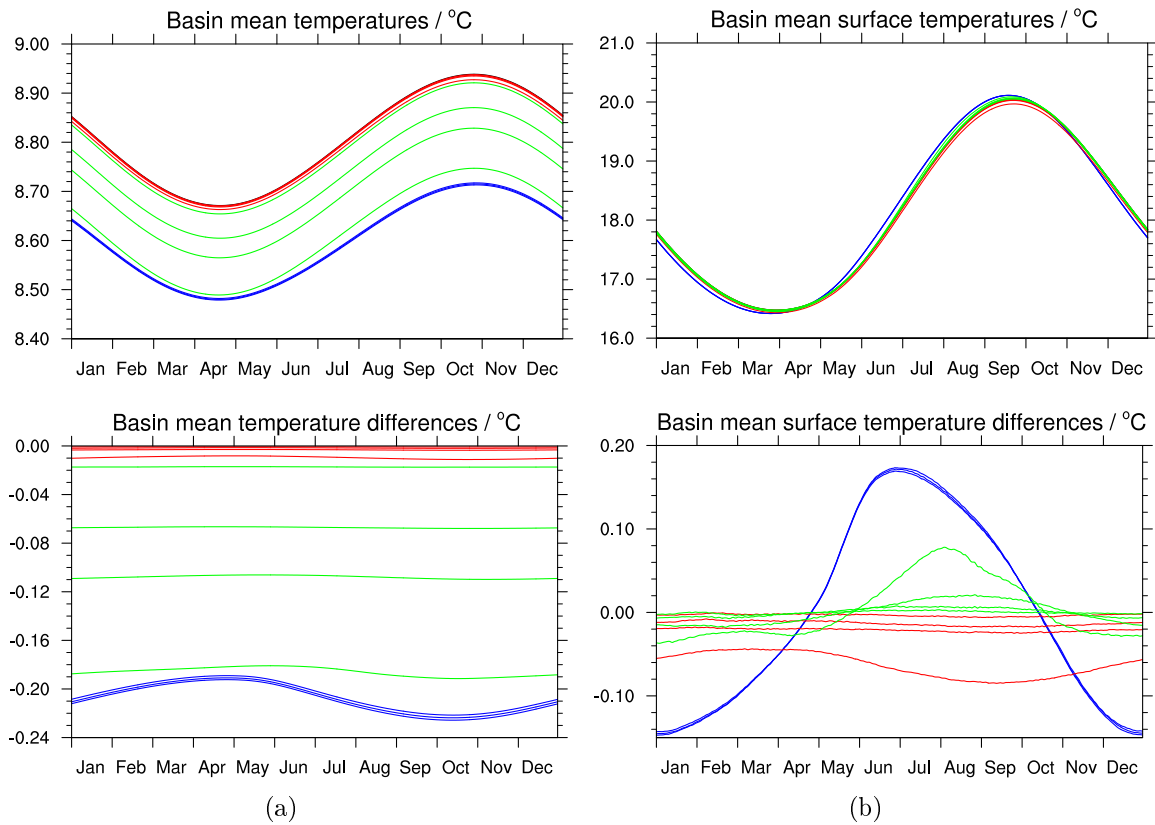 Basin mean temperatures / °C
9.00
8.90
8.80
8.70
8.60
8.50
8.40
Jan Feb Mar Apr May Jun Jul Aug Sep Oct Nov Dec
Basin mean surface temperatures / °C
21.0
20.0
19.0
18.0
17.0
16.0
Jan Feb Mar Apr May Jun Jul Aug Sep Oct Nov Dec
Basin mean temperature differences / °C
0.00
-0.04
-0.08
-0.12
-0.16
-0.20
-0.24
Jan Feb Mar Apr May Jun Jul Aug Sep Oct Nov Dec
(a)
Basin mean surface temperature differences / °C
0.20
0.10
0.00
-0.10
Jan Feb Mar Apr May Jun Jul Aug Sep Oct Nov Dec
(b)